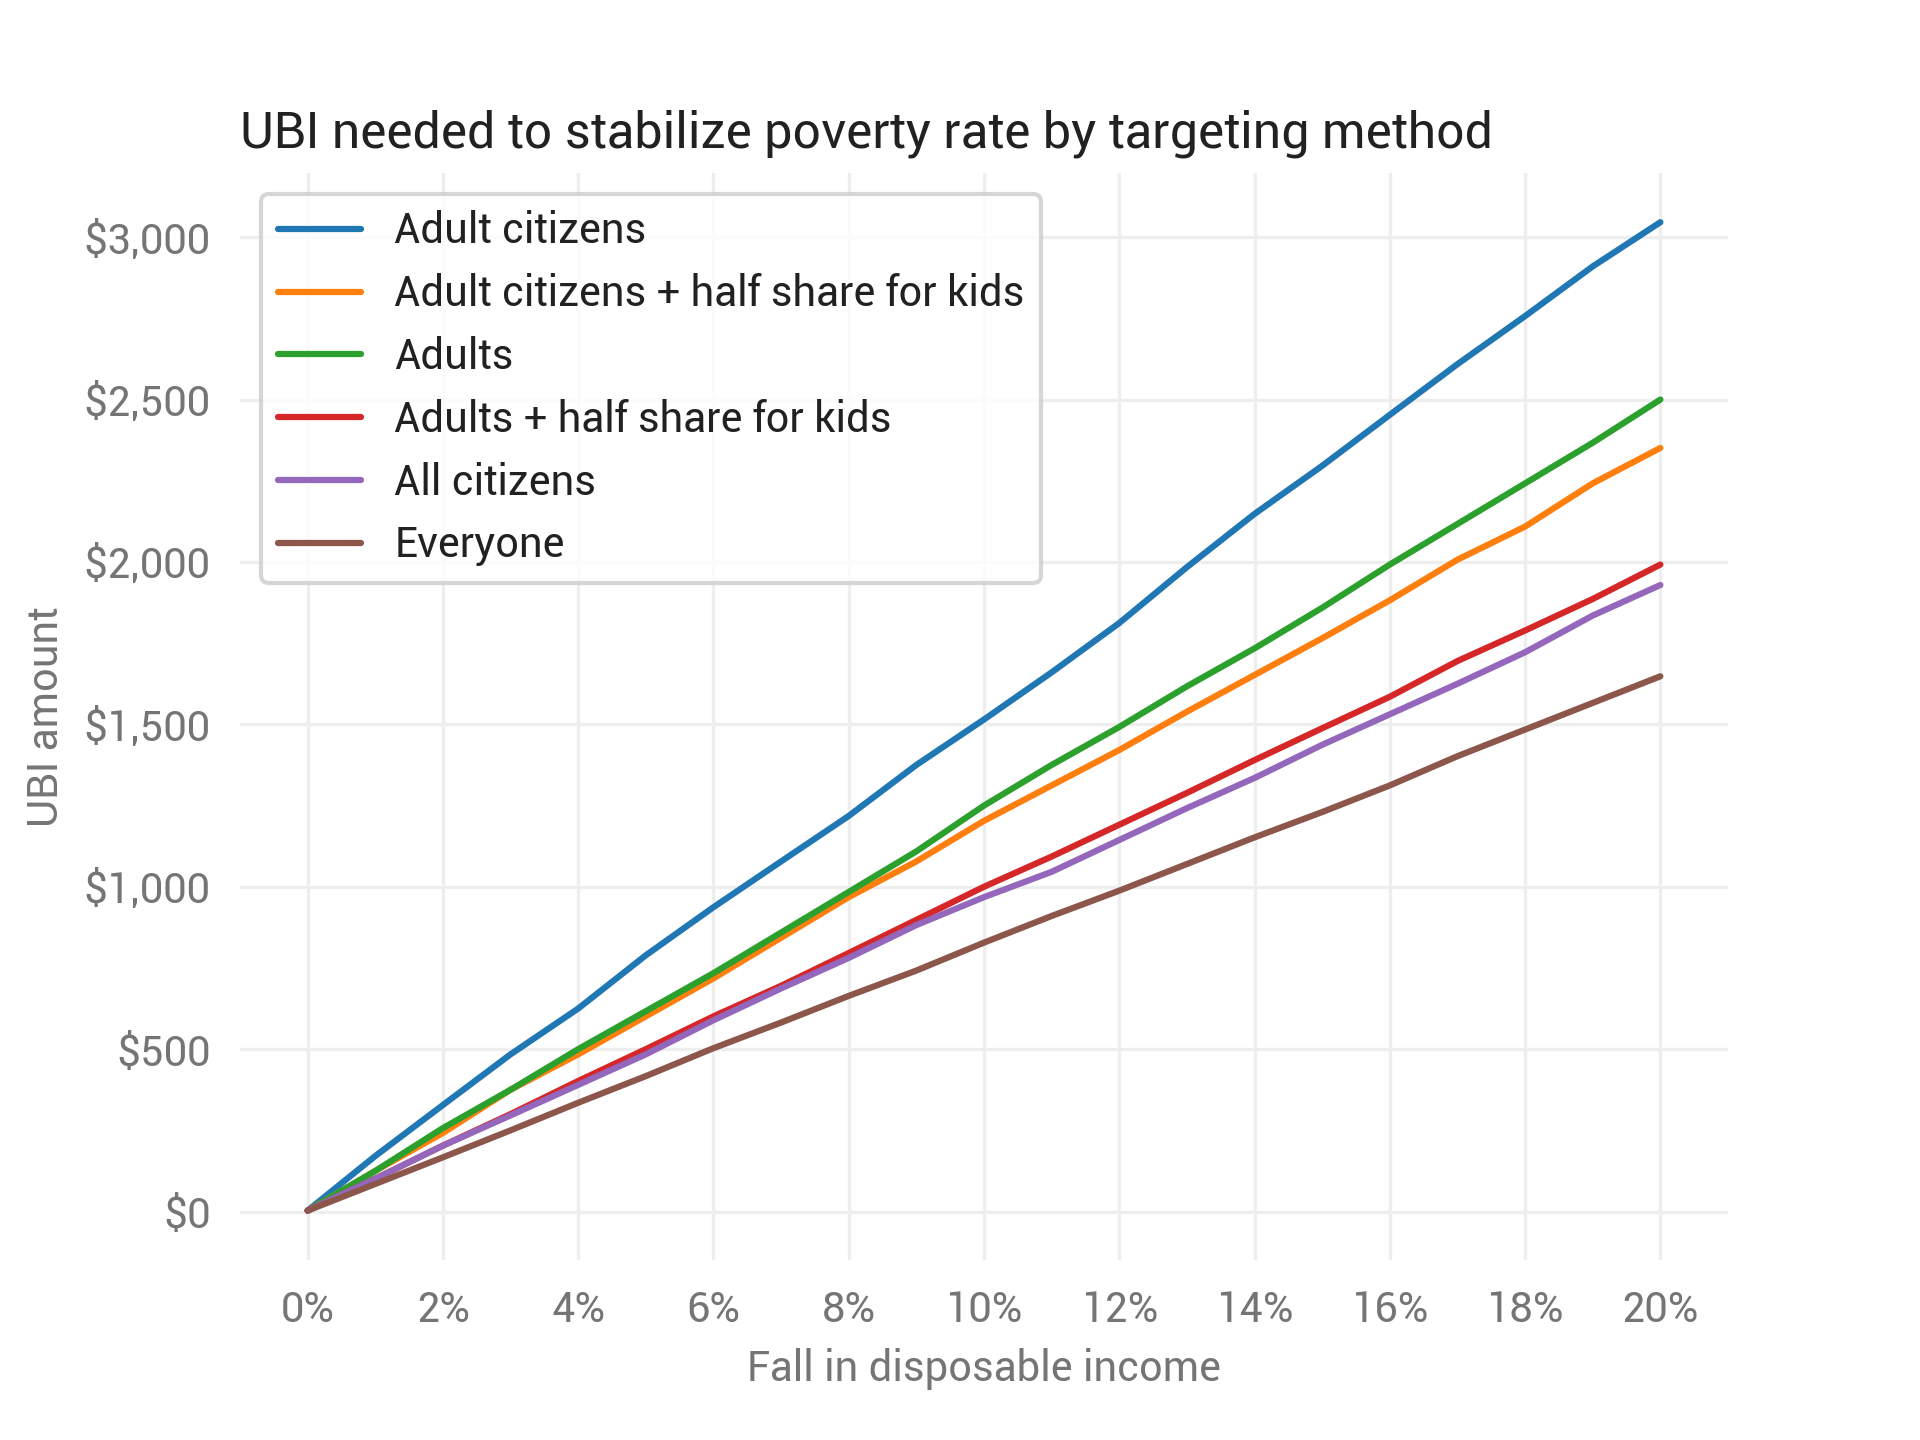 UBI needed to stabilize poverty rate by targeting method
Adult citizens
Adult citizens + half share for kids
Adults
Adults + half share for kids
All citizens
Everyone
$3,000
$2,500
$2,000
$1,500
$1,000
$500
$0
UBI amount
0% 2% 4% 6% 8% 10% 12% 14% 16% 18% 20%
Fall in disposable income